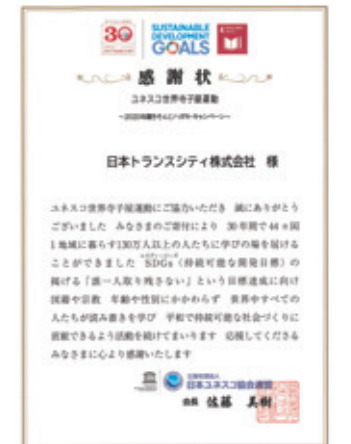 30
SUSTAINABLE
DEVELOPMENT
GOALS
感謝状
ユネスコ世界寺子屋運動
日本トランスシティ株式会社 様
ユネスコ世界寺子屋運動にご協力いただき 誠にありがとう
ございました みなさまのご寄付により 30年間で44ヵ国
1地域に暮らす130万人以上の人たちに学びの場を届ける
ことができました SDGs(持続可能な開発目標)の
掲げる「誰一人取り残さない」という目標達成に向け
国籍や宗教 年齢や性別にかかわらず 世界中すべての
人たちが読み書きを学び 平和で持続可能な社会づくりに
貢献できるよう活動を続けてまいります 応援してくださる
みなさまに心より感謝いたします
公益社団法人
日本ユネスコ協会連盟
会長 佐藤 美樹